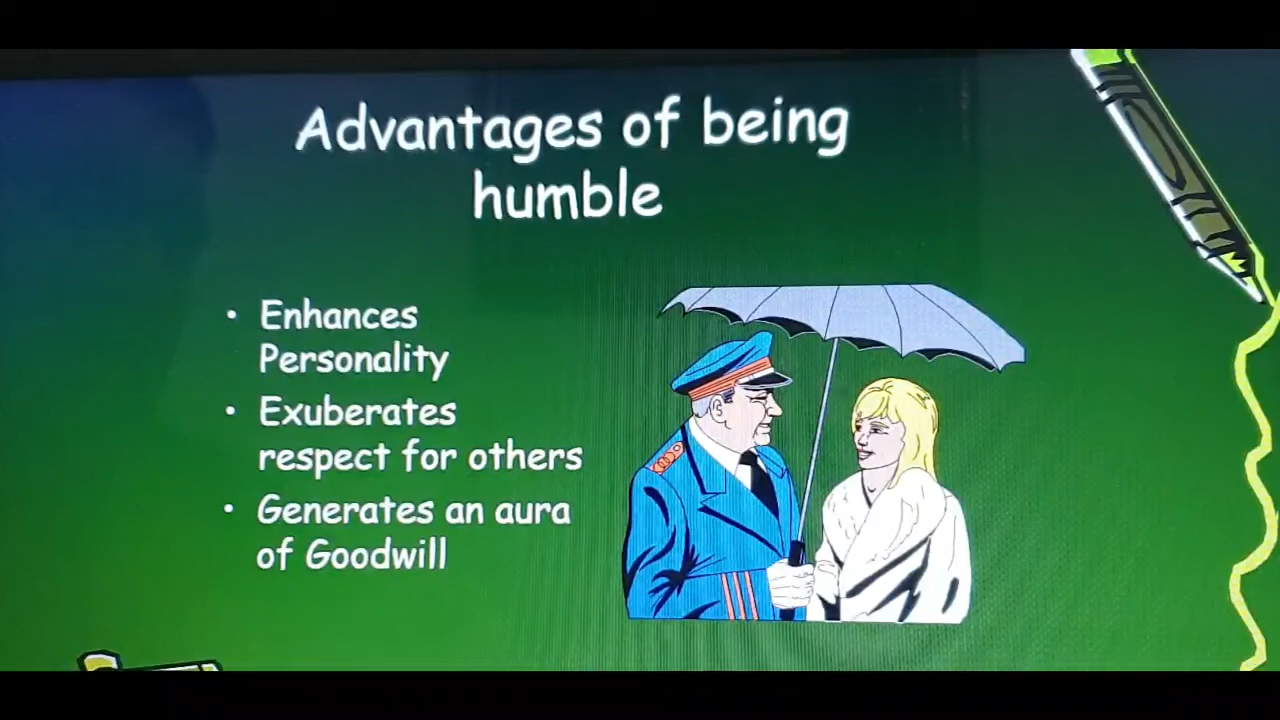 Advantages of being
humble
• Enhances
Personality
• Exuberates
respect for others
• Generates an aura
of Goodwill